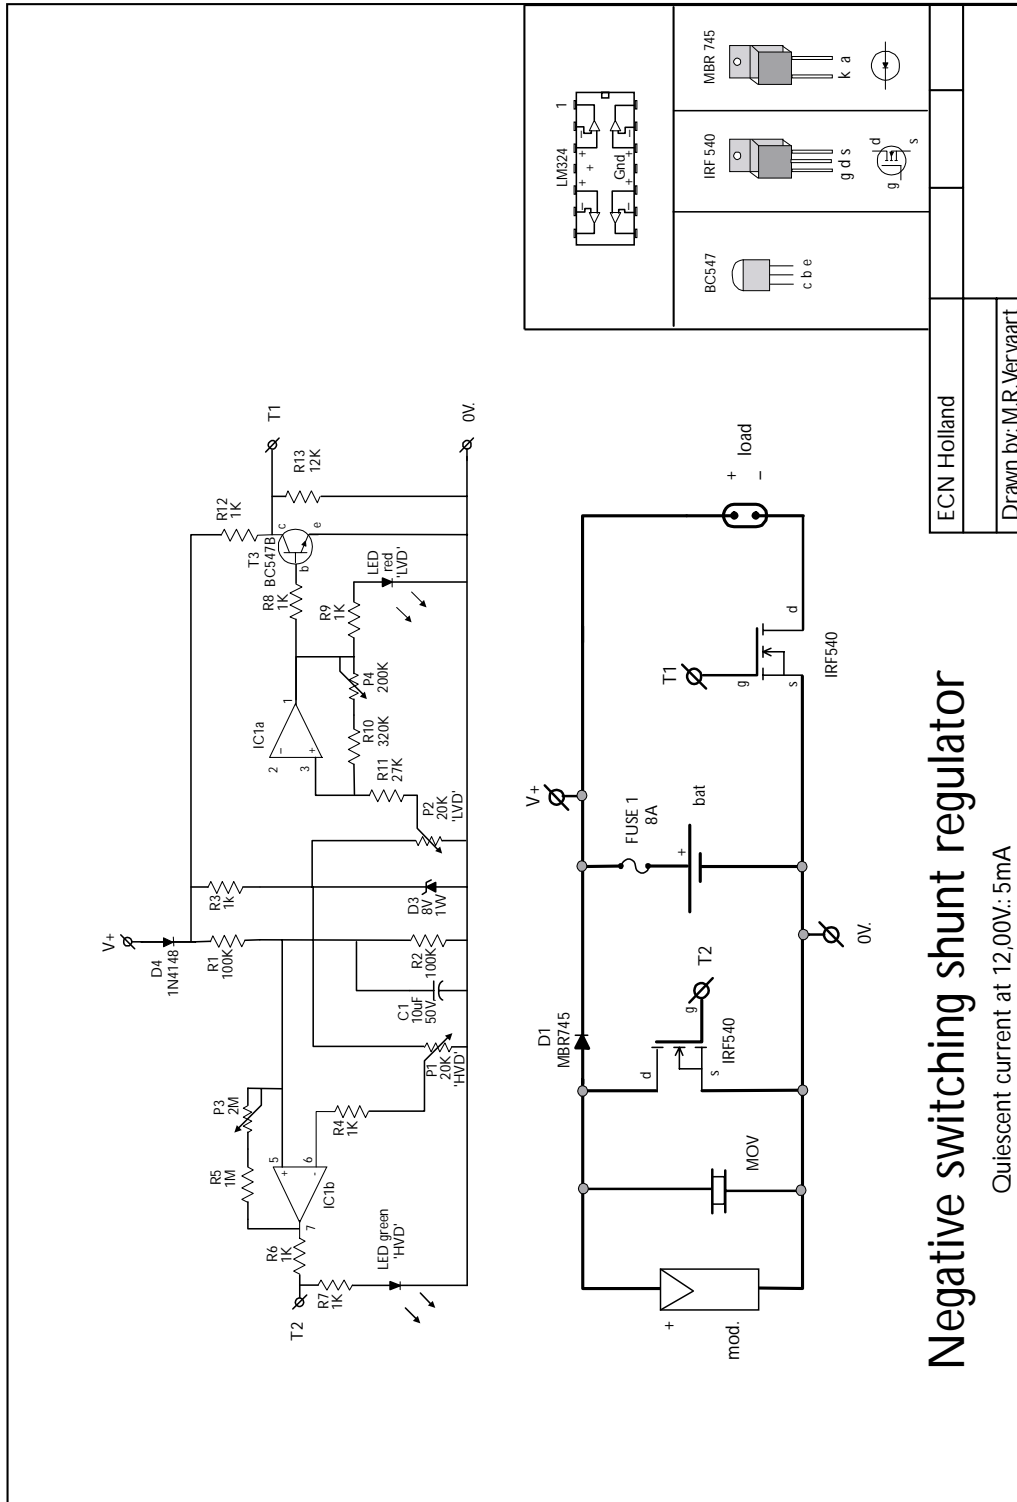 V+
D4
1N4148
T2
R6
1K
R7
1K
LED green
'HVD'
R5
1M
P3
2M
5
+
6
-
7
IC1b
R4
1K
P1
20K
'HVD'
C1
10uF
50V
R1
100K
R2
100K
R3
1k
D3
8V
1W
P2
20K
'LVD'
R11
27K
R10
320K
P4
200K
IC1a
2
–
3
+
1
R9
1K
LED
red
'LVD'
R8
1K
T3
BC547B
b
c
e
R12
1K
R13
12K
T1
0V.
mod.
+
MOV
d
g
s
IRF540
T2
D1
MBR745
V+
FUSE 1
8A
+
bat
0V.
T1
g
s
d
IRF540
+
–
load
LM324
1
–
+
+
+
–
–
+
Gnd
+
–
BC547
c b e
IRF 540
g d s
g
d
s
MBR 745
k a
Negative switching shunt regulator
Quiescent current at 12,00V.: 5mA
ECN Holland
Drawn by: M.R.Vervaart